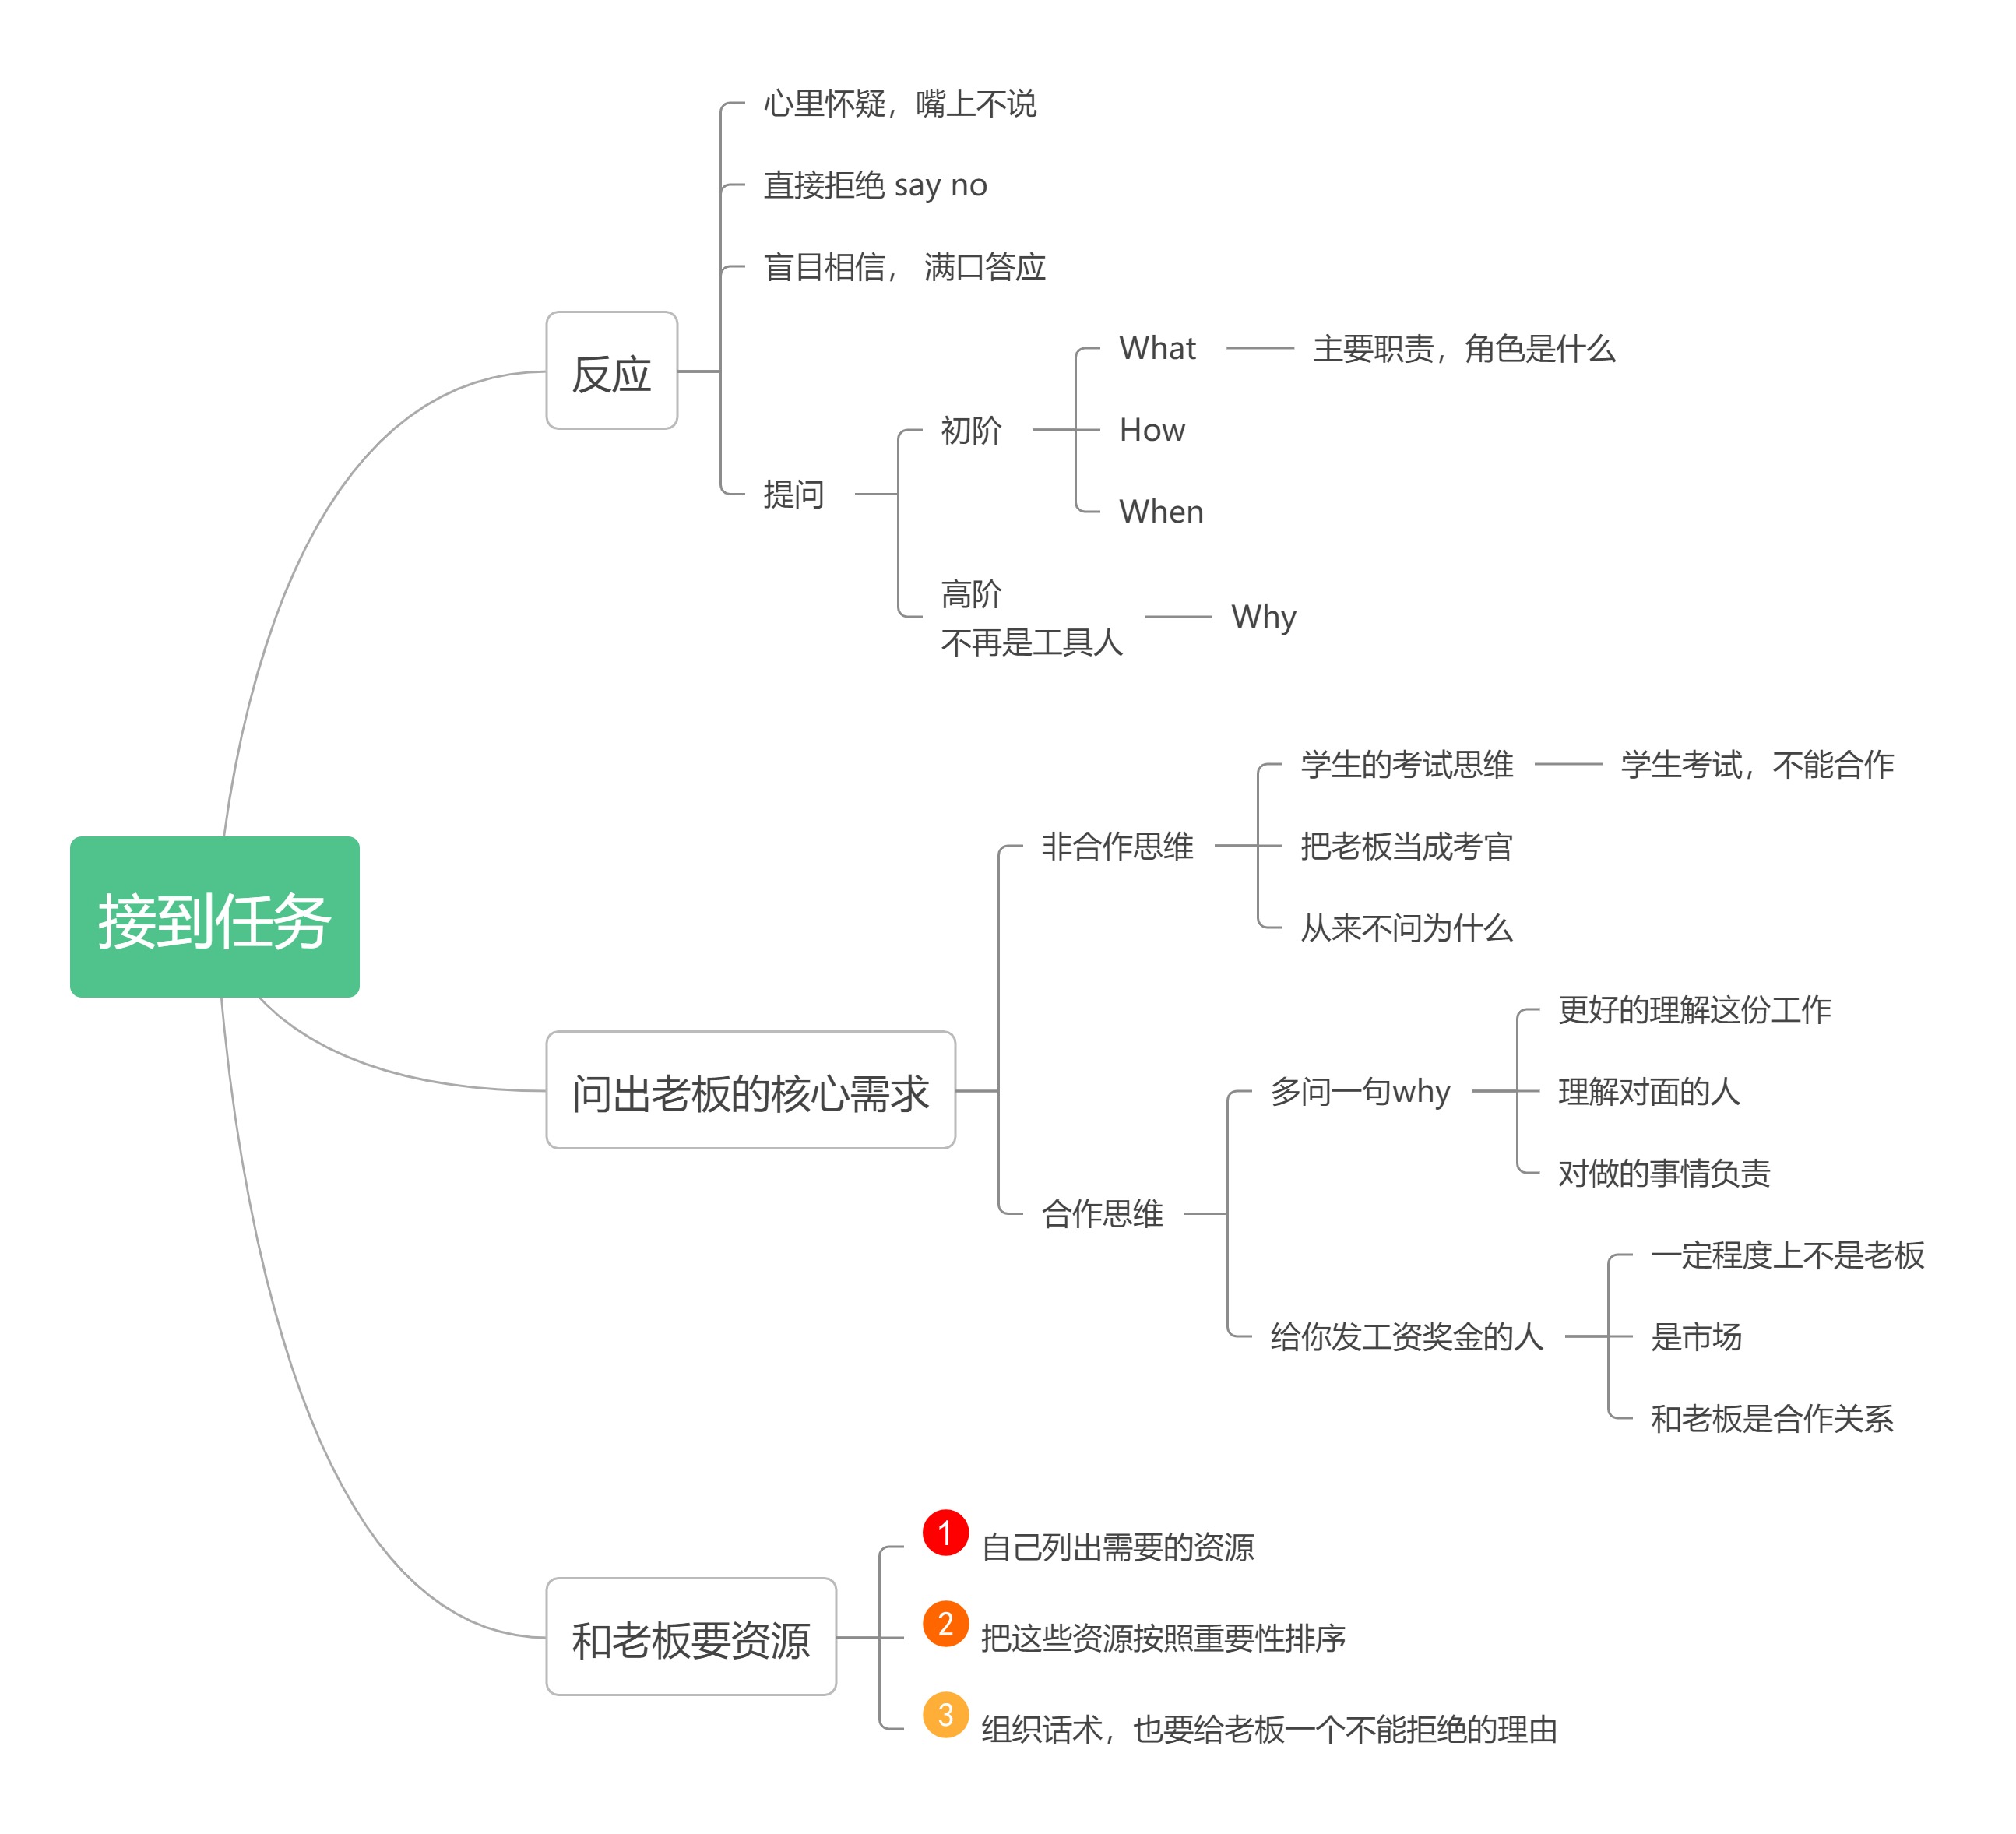 接到任务
反应
心里怀疑，嘴上不说
直接拒绝 say no
盲目相信， 满口答应
提问
初阶
What
主要职责，角色是什么
How
When
高阶
不再是工具人
Why
问出老板的核心需求
非合作思维
学生的考试思维
学生考试，不能合作
把老板当成考官
从来不问为什么
合作思维
多问一句why
更好的理解这份工作
理解对面的人
对做的事情负责
给你发工资奖金的人
一定程度上不是老板
是市场
和老板是合作关系
和老板要资源
1 自己列出需要的资源
2 把这些资源按照重要性排序
3 组织话术，也要给老板一个不能拒绝的理由